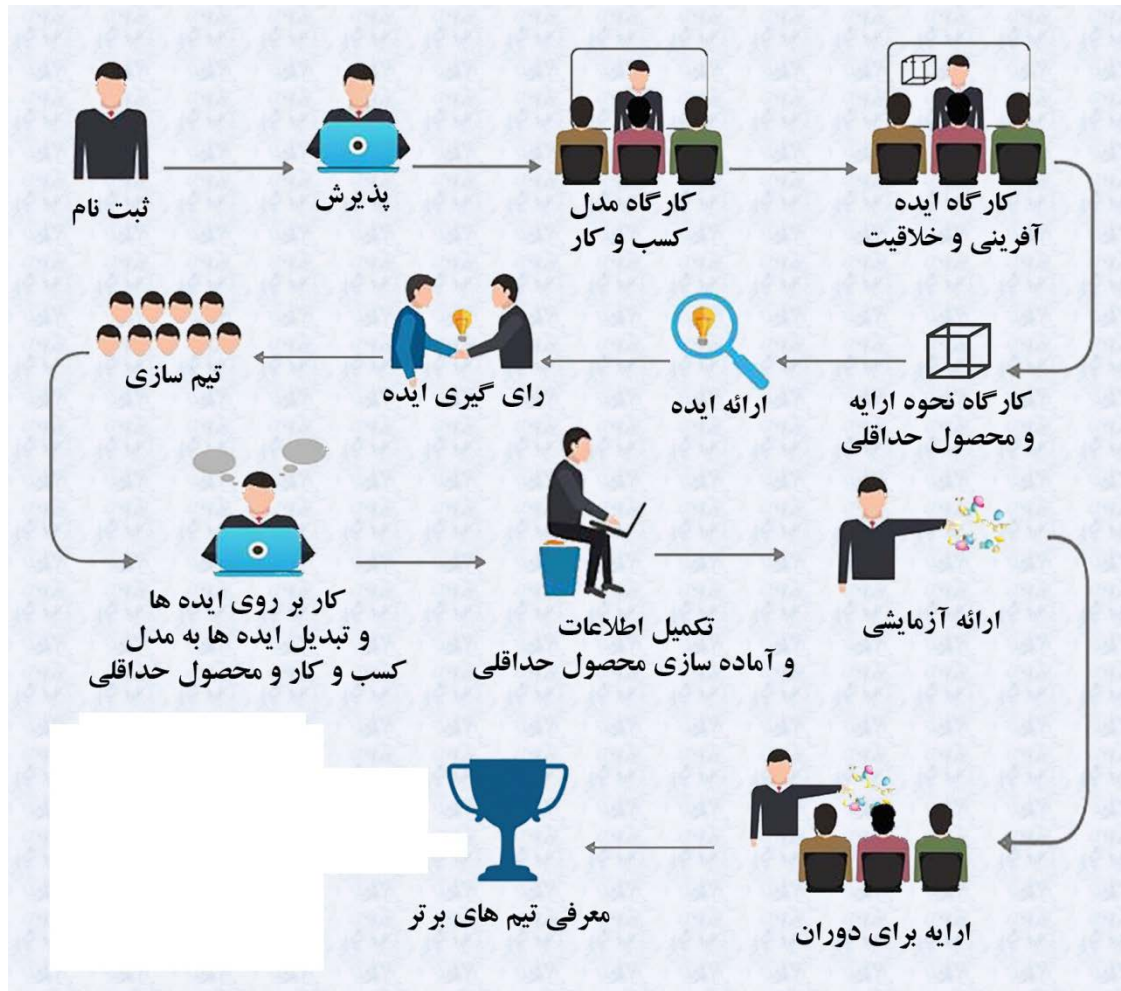 ثبت نام
پذیرش
کارگاه مدل
کسب و کار
کارگاه ایده
آفرینی و خلاقیت
کارگاه نحوه ارایه
و محصول حداقلی
ارائه ایده
رای گیری ایده
تیم سازی
کار بر روی ایده ها
و تبدیل ایده ها به مدل
کسب و کار و محصول حداقلی
تکمیل اطلاعات
و آماده سازی محصول حداقلی
ارائه آزمایشی
ارایه برای دوران
معرفی تیم های برتر